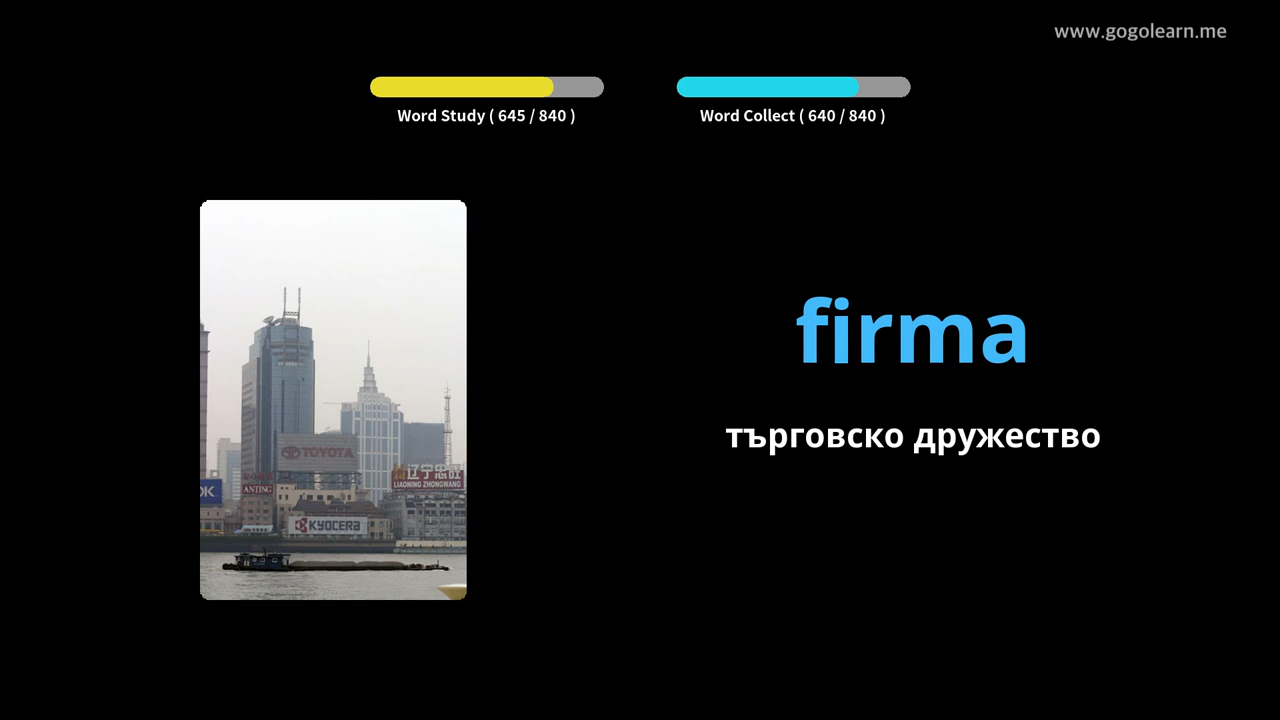 www.gogolearn.me
Word Study ( 645 / 840 )
Word Collect ( 640 / 840 )
firma
търговско дружество
TOYOTA
LIAONING ZHONGWANG
OK
ANTING
KYOCERA